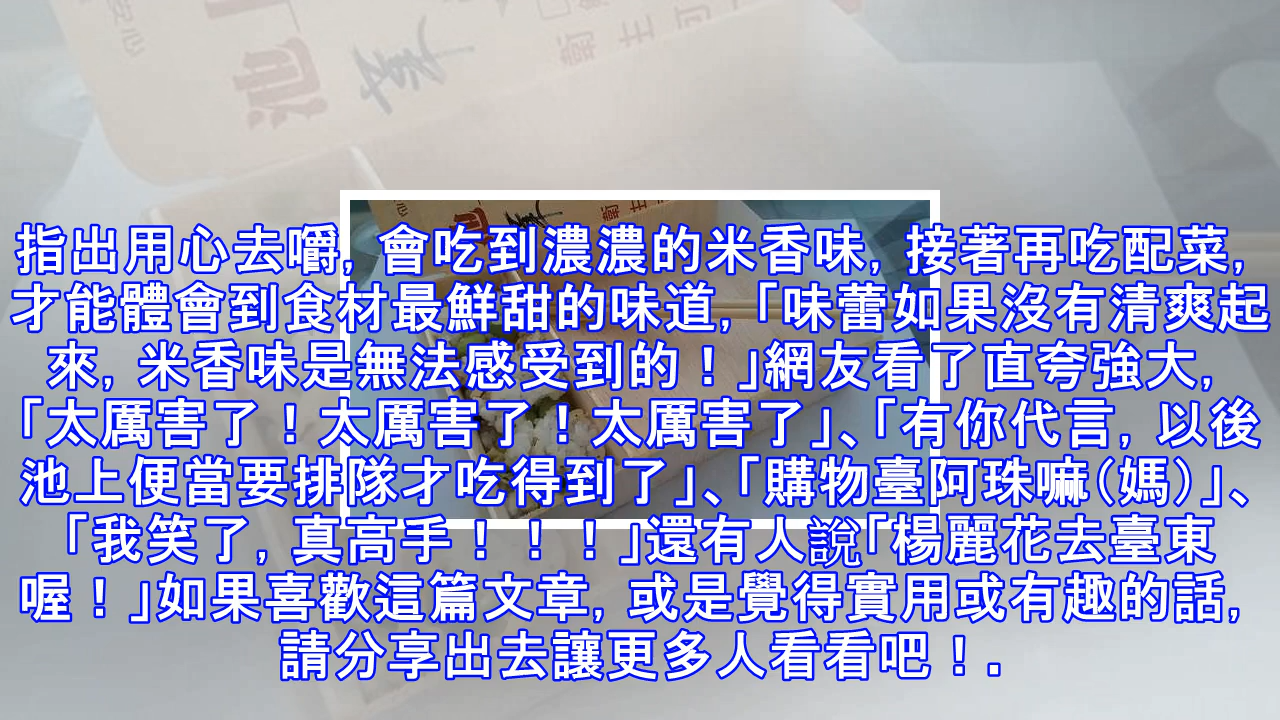 指出用心去嚼, 會吃到濃濃的米香味, 接著再吃配菜,
才能體會到食材最鮮甜的味道,「味蕾如果沒有清爽起
來, 米香味是無法感受到的！」網友看了直夸強大,
「太厲害了！太厲害了！太厲害了」、「有你代言, 以後
池上便當要排隊才吃得到了」、「購物臺阿珠嘛(媽)」、
「我笑了, 真高手！！！」還有人說「楊麗花去臺東
喔！」如果喜歡這篇文章, 或是覺得實用或有趣的話,
請分享出去讓更多人看看吧！.